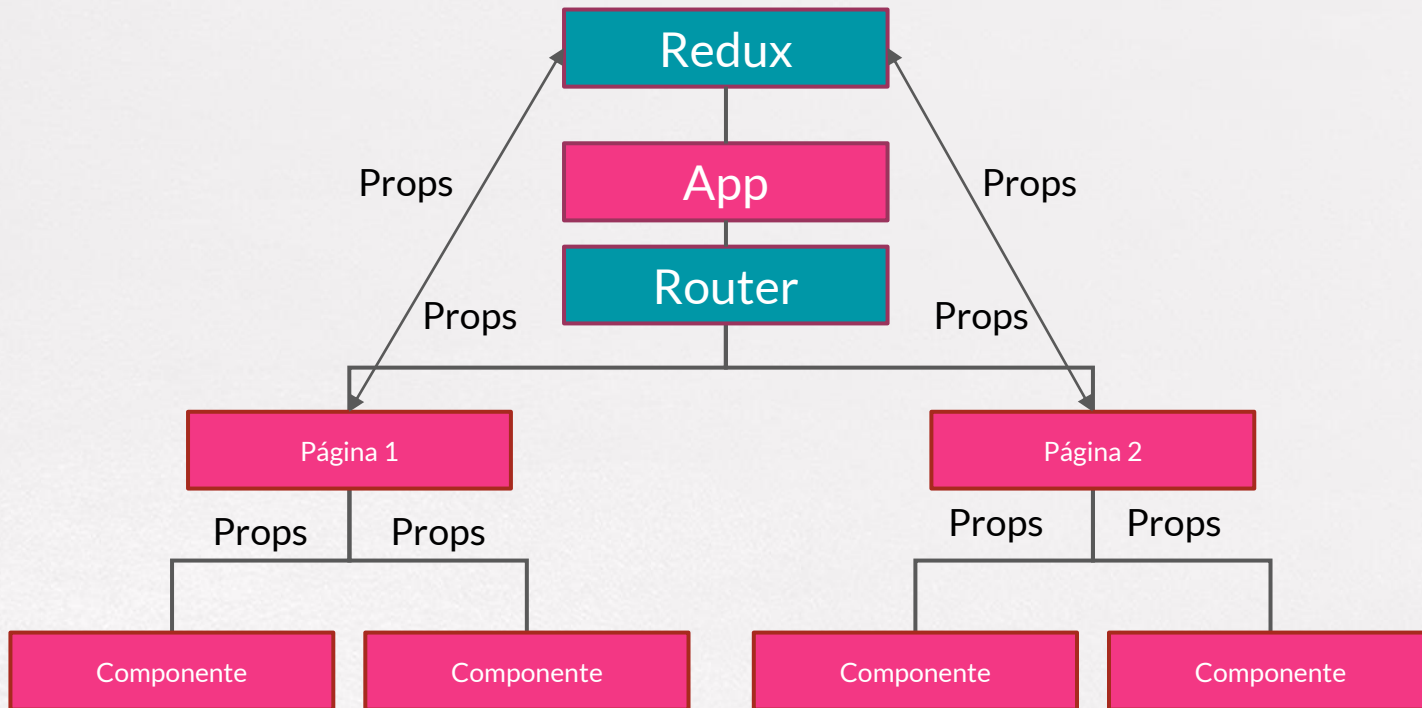 Redux
App
Props
Props
Router
Props
Props
Página 1
Página 2
Props
Props
Props
Props
Componente
Componente
Componente
Componente